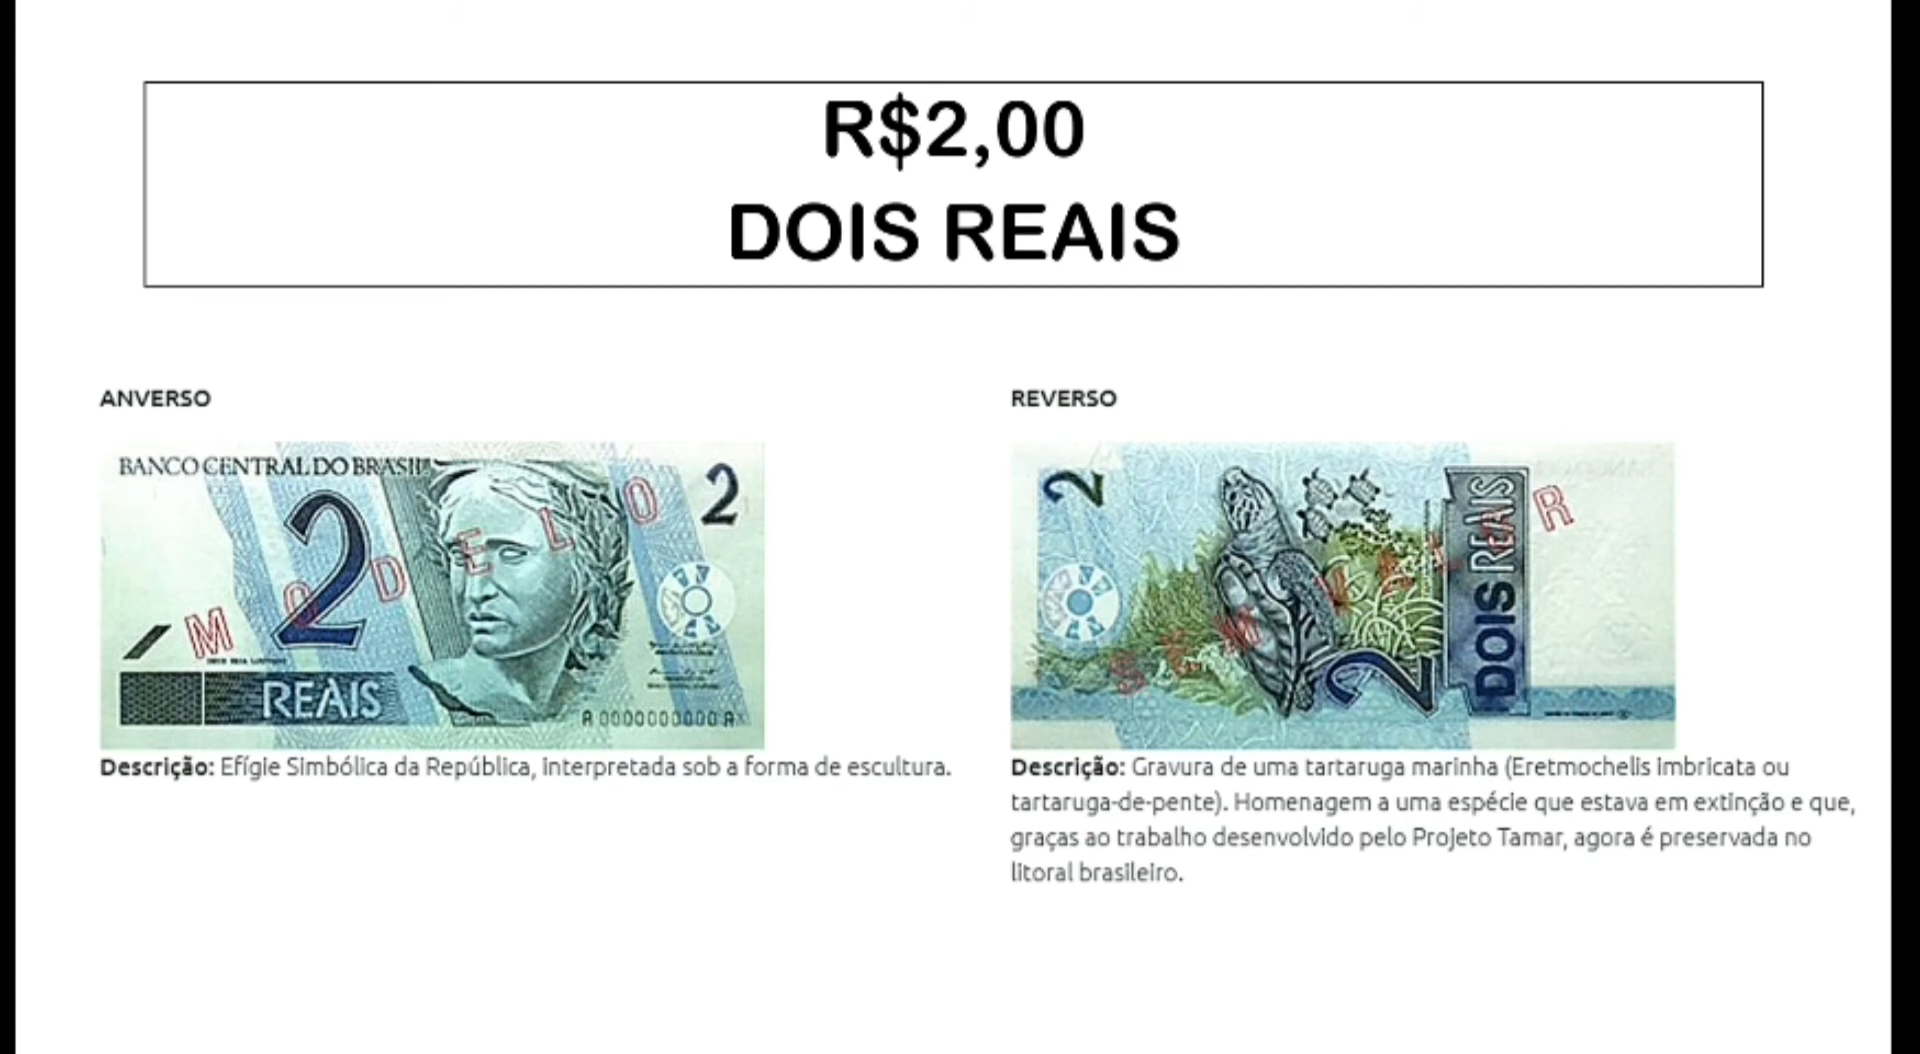 R$2,00
DOIS REAIS
ANVERSO
BANCO CENTRAL DO BRASIL
2
2
MODELO
REAIS
A 0000000000 A
Descrição: Efígie Simbólica da República, interpretada sob a forma de escultura.
REVERSO
2
2
DOIS REAIS
SEM VALOR
Descrição: Gravura de uma tartaruga marinha (Eretmochelis imbricata ou
tartaruga-de-pente). Homenagem a uma espécie que estava em extinção e que,
graças ao trabalho desenvolvido pelo Projeto Tamar, agora é preservada no
litoral brasileiro.